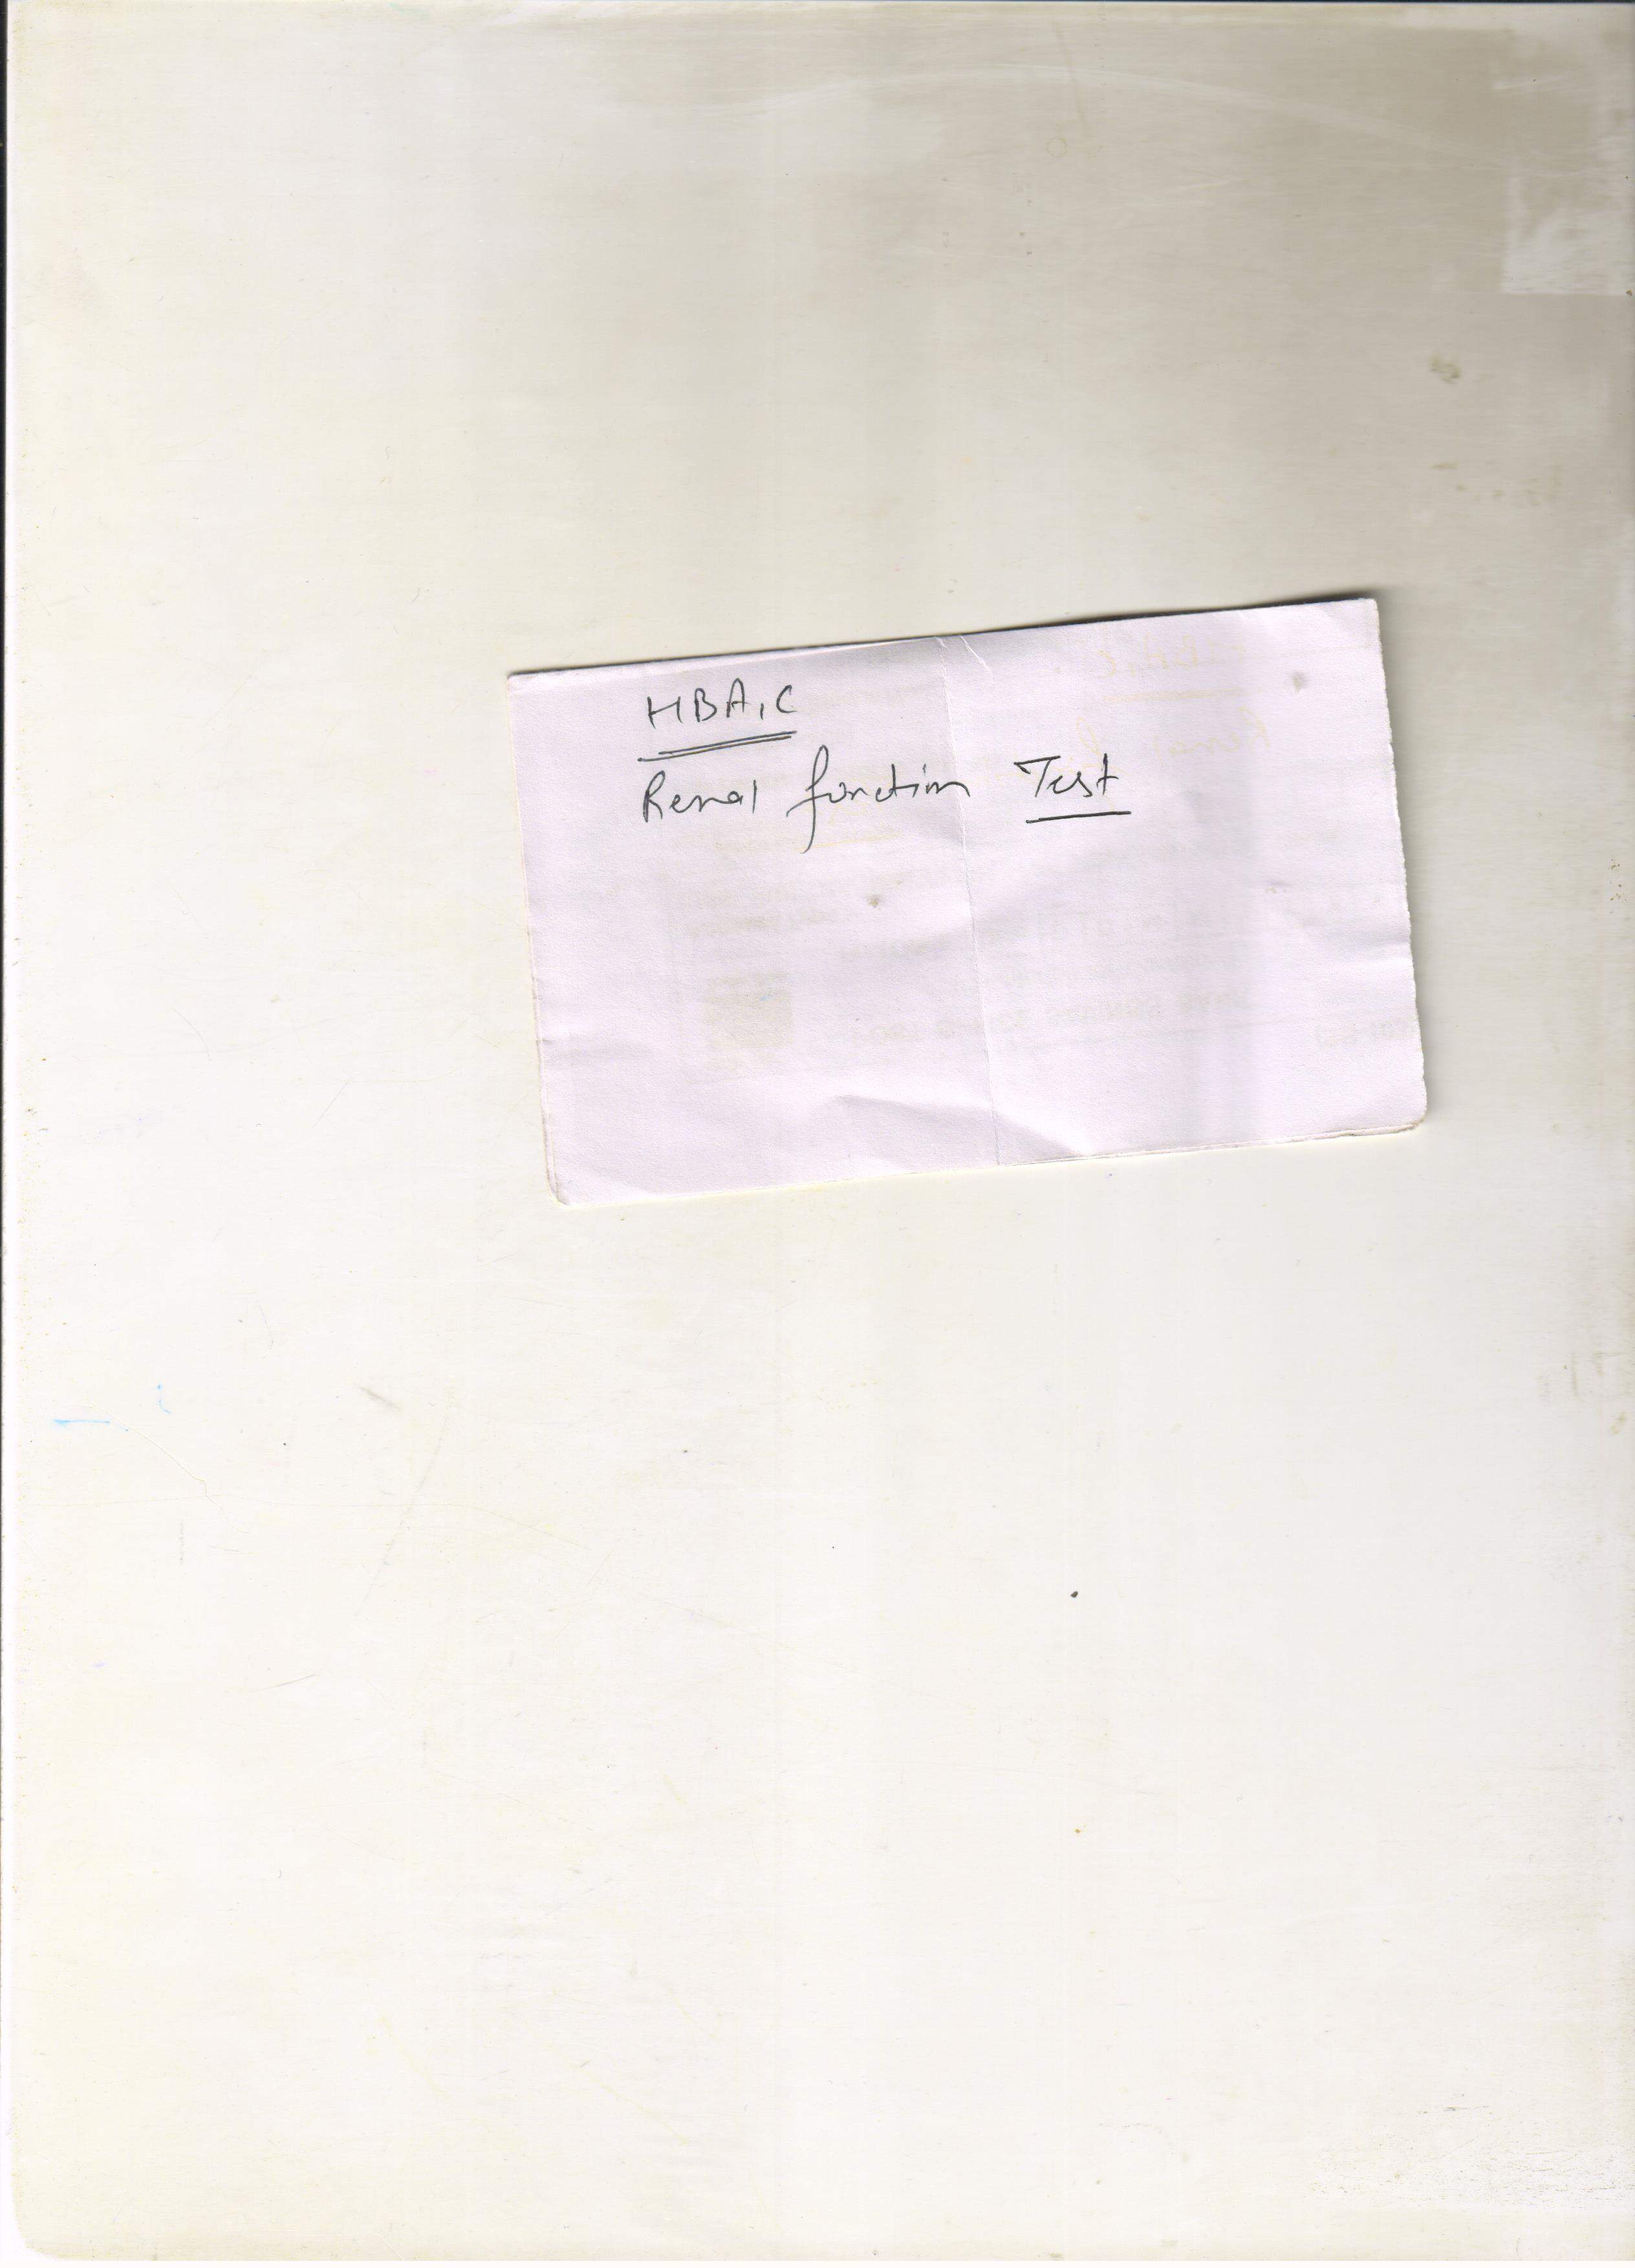 HBA1C
Renal function Test